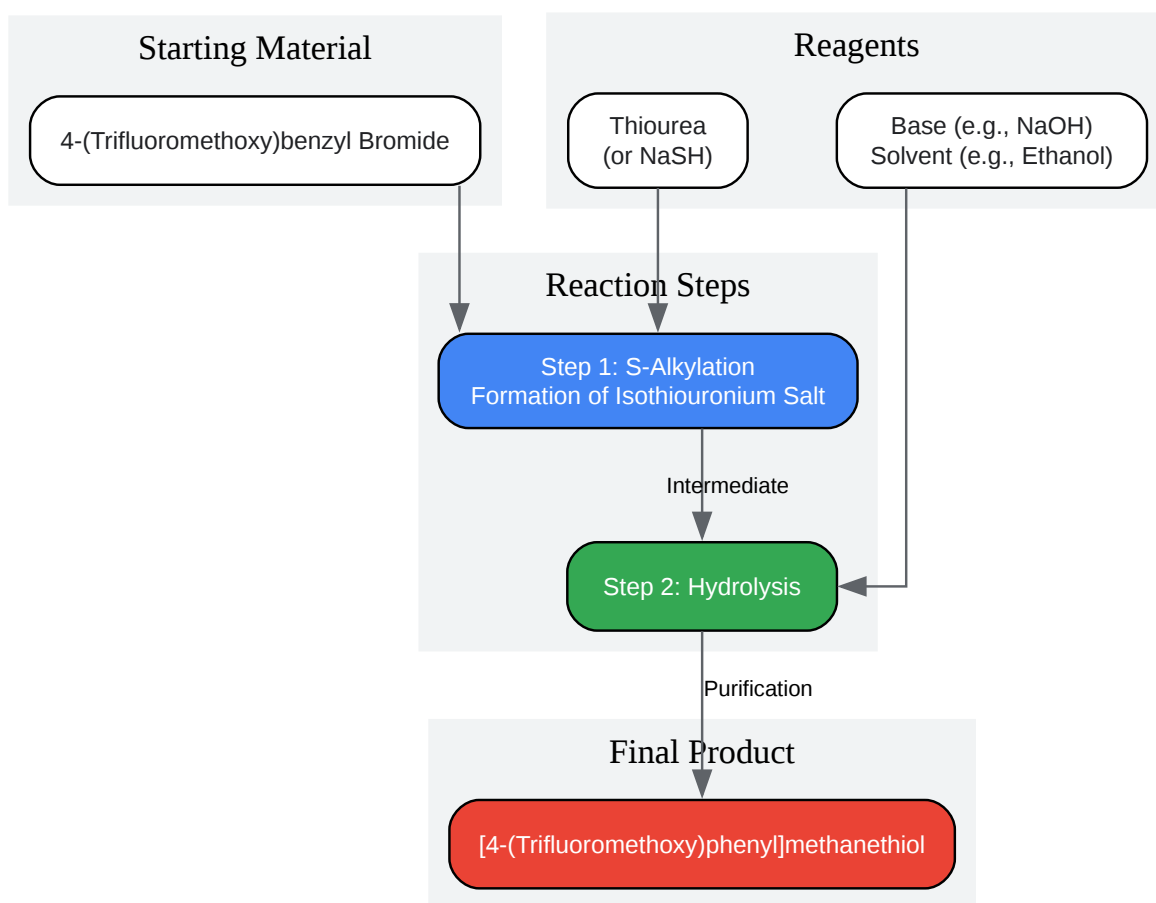 Starting Material
4-(Trifluoromethoxy)benzyl Bromide
Reagents
Thiourea
(or NaSH)
Base (e.g., NaOH)
Solvent (e.g., Ethanol)
Reaction Steps
Step 1: S-Alkylation
Formation of Isothiouronium Salt
Intermediate
Step 2: Hydrolysis
Purification
Final Product
[4-(Trifluoromethoxy)phenyl]methanethiol